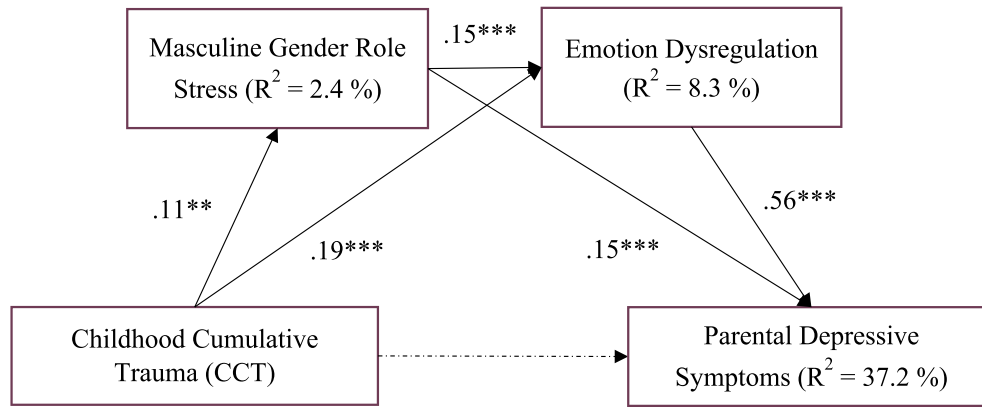 Masculine Gender Role
Stress (R² = 2.4 %)
.15***
Emotion Dysregulation
(R² = 8.3 %)
.11**
.19***
.15***
.56***
Childhood Cumulative
Trauma (CCT)
Parental Depressive
Symptoms (R² = 37.2 %)